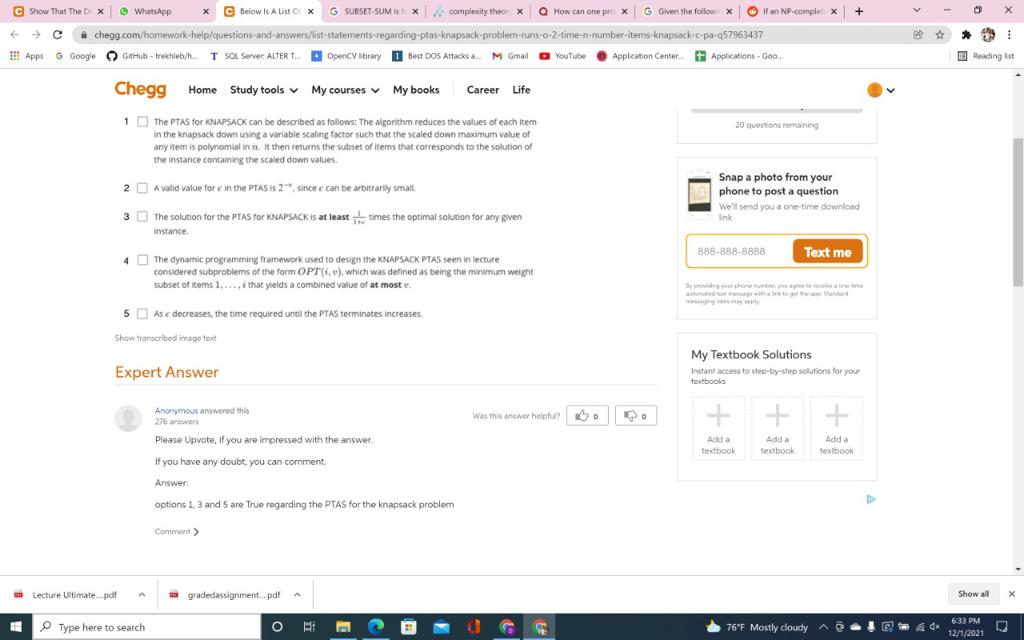 Show That The D
WhatsApp
Below Is A List O
SUBSET-SUM is N
complexity theor
How can one pro
Given the followi
If an NP-complet
chegg.com/homework-help/questions-and-answers/list-statements-regarding-ptas-knapsack-problem-runs-o-2-time-n-number-items-knapsack-c-pa-q57963437
Apps
Google
GitHub - trekhleb/h...
SQL Server: ALTER T...
OpenCV library
Best DOS Attacks a...
Gmail
YouTube
Application Center...
Applications - Goo...
Reading list
Chegg
Home
Study tools
My courses
My books
Career
Life
1 The PTAS for KNAPSACK can be described as follows: The algorithm reduces the values of each item
in the knapsack down using a variable scaling factor such that the scaled down maximum value of
any item is polynomial in n. It then returns the subset of items that corresponds to the solution of
the instance containing the scaled down values.
2 A valid value for ϵ in the PTAS is 2⁻ⁿ, since ϵ can be arbitrarily small.
3 The solution for the PTAS for KNAPSACK is at least 1/(1+ϵ) times the optimal solution for any given
instance.
4 The dynamic programming framework used to design the KNAPSACK PTAS seen in lecture
considered subproblems of the form OPT(i, v), which was defined as being the minimum weight
subset of items 1, . . . , i that yields a combined value of at most v.
5 As ϵ decreases, the time required until the PTAS terminates increases.
Show transcribed image text
Expert Answer
Anonymous answered this
276 answers
Was this answer helpful?
0
0
Please Upvote, if you are impressed with the answer.
If you have any doubt, you can comment.
Answer:
options 1, 3 and 5 are True regarding the PTAS for the knapsack problem
Comment
20 questions remaining
Snap a photo from your
phone to post a question
We'll send you a one-time download
link
888-888-8888
Text me
By providing your phone number, you agree to receive a one-time
automated text message with a link to get the app. Standard
messaging rates may apply.
My Textbook Solutions
Instant access to step-by-step solutions for your
textbooks
Add a
textbook
Add a
textbook
Add a
textbook
Lecture Ultimate....pdf
gradedassignment....pdf
Show all
Type here to search
76°F Mostly cloudy
6:33 PM
12/1/2021